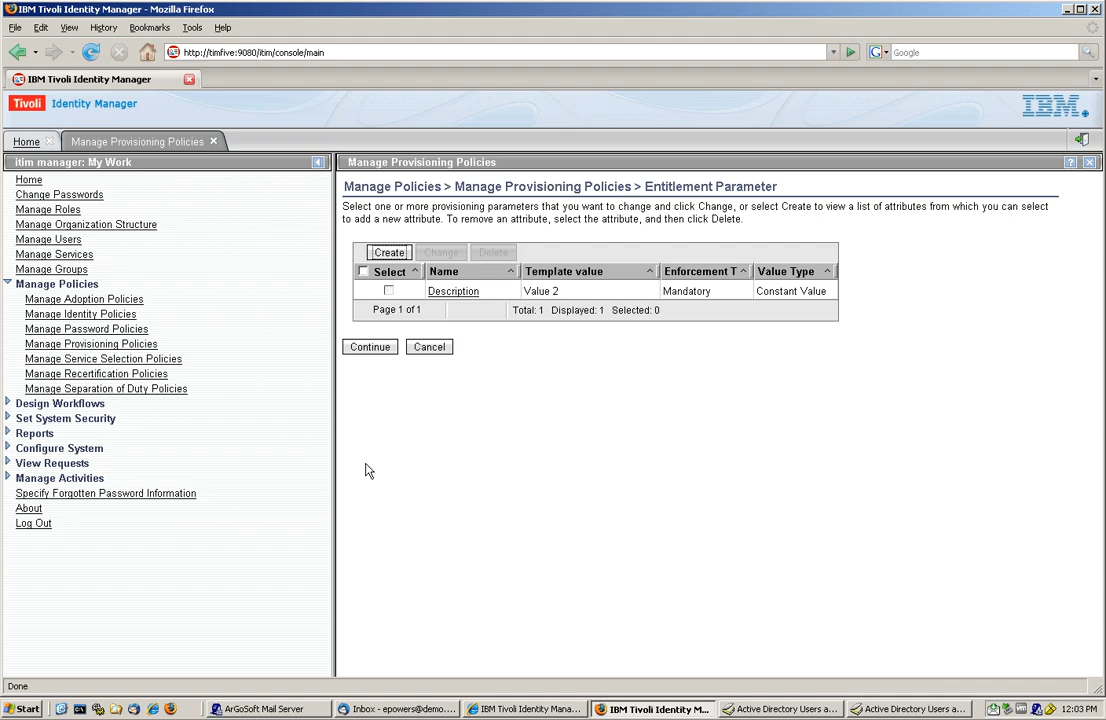 IBM Tivoli Identity Manager - Mozilla Firefox
File Edit View History Bookmarks Tools Help
http://timfive:9080/itim/console/main
Google
IBM Tivoli Identity Manager
Tivoli Identity Manager
IBM
Home Manage Provisioning Policies
itim manager: My Work
Home
Change Passwords
Manage Roles
Manage Organization Structure
Manage Users
Manage Services
Manage Groups
Manage Policies
Manage Adoption Policies
Manage Identity Policies
Manage Password Policies
Manage Provisioning Policies
Manage Service Selection Policies
Manage Recertification Policies
Manage Separation of Duty Policies
Design Workflows
Set System Security
Reports
Configure System
View Requests
Manage Activities
Specify Forgotten Password Information
About
Log Out
Manage Provisioning Policies
Manage Policies > Manage Provisioning Policies > Entitlement Parameter
Select one or more provisioning parameters that you want to change and click Change, or select Create to view a list of attributes from which you can select
to add a new attribute. To remove an attribute, select the attribute, and then click Delete.
Create Change Delete
Select Name Template value Enforcement T Value Type
Description Value 2 Mandatory Constant Value
Page 1 of 1 Total: 1 Displayed: 1 Selected: 0
Continue Cancel
Done
Start ArGoSoft Mail Server Inbox - epowers@demo.... IBM Tivoli Identity Mana... IBM Tivoli Identity M... Active Directory Users a... Active Directory Users a... 12:03 PM